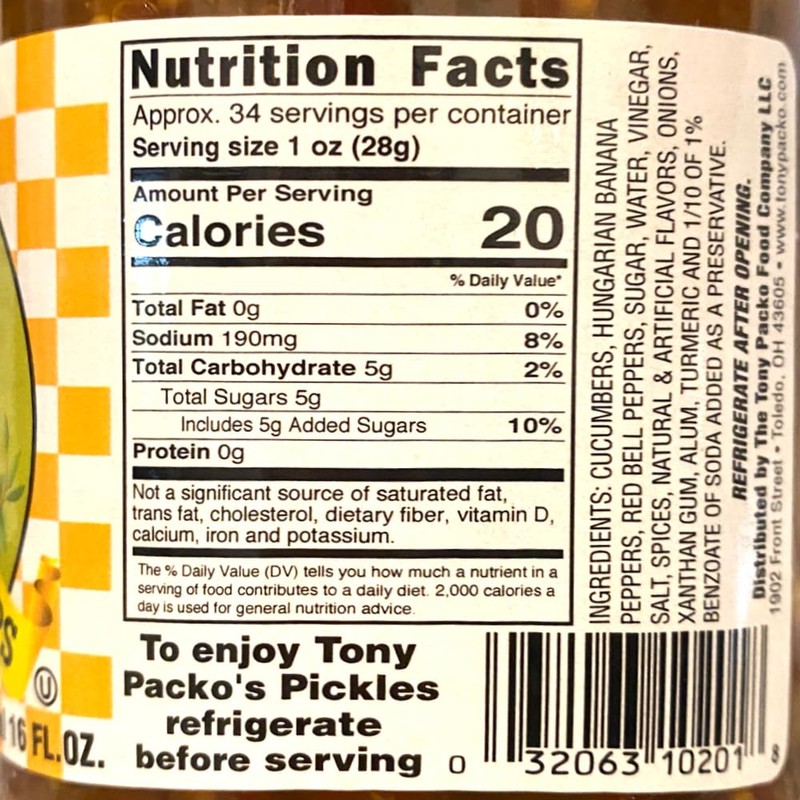 Nutrition Facts
Approx. 34 servings per container
Serving size 1 oz (28g)
Amount Per Serving
Calories 20
% Daily Value*
Total Fat 0g 0%
Sodium 190mg 8%
Total Carbohydrate 5g 2%
Total Sugars 5g
Includes 5g Added Sugars 10%
Protein 0g
Not a significant source of saturated fat,
trans fat, cholesterol, dietary fiber, vitamin D,
calcium, iron and potassium.
The % Daily Value (DV) tells you how much a nutrient in a
serving of food contributes to a daily diet. 2,000 calories a
day is used for general nutrition advice.
To enjoy Tony
Packo's Pickles
refrigerate
before serving
INGREDIENTS: CUCUMBERS, HUNGARIAN BANANA
PEPPERS, RED BELL PEPPERS, SUGAR, WATER, VINEGAR,
SALT, SPICES, NATURAL & ARTIFICIAL FLAVORS, ONIONS,
XANTHAN GUM, ALUM, TURMERIC AND 1/10 OF 1%
BENZOATE OF SODA ADDED AS A PRESERVATIVE.
REFRIGERATE AFTER OPENING.
Distributed by The Tony Packo Food Company LLC
1902 Front Street • Toledo, OH 43605 • www.tonypacko.com
0 32063 10201 8
U
16 FL.OZ.